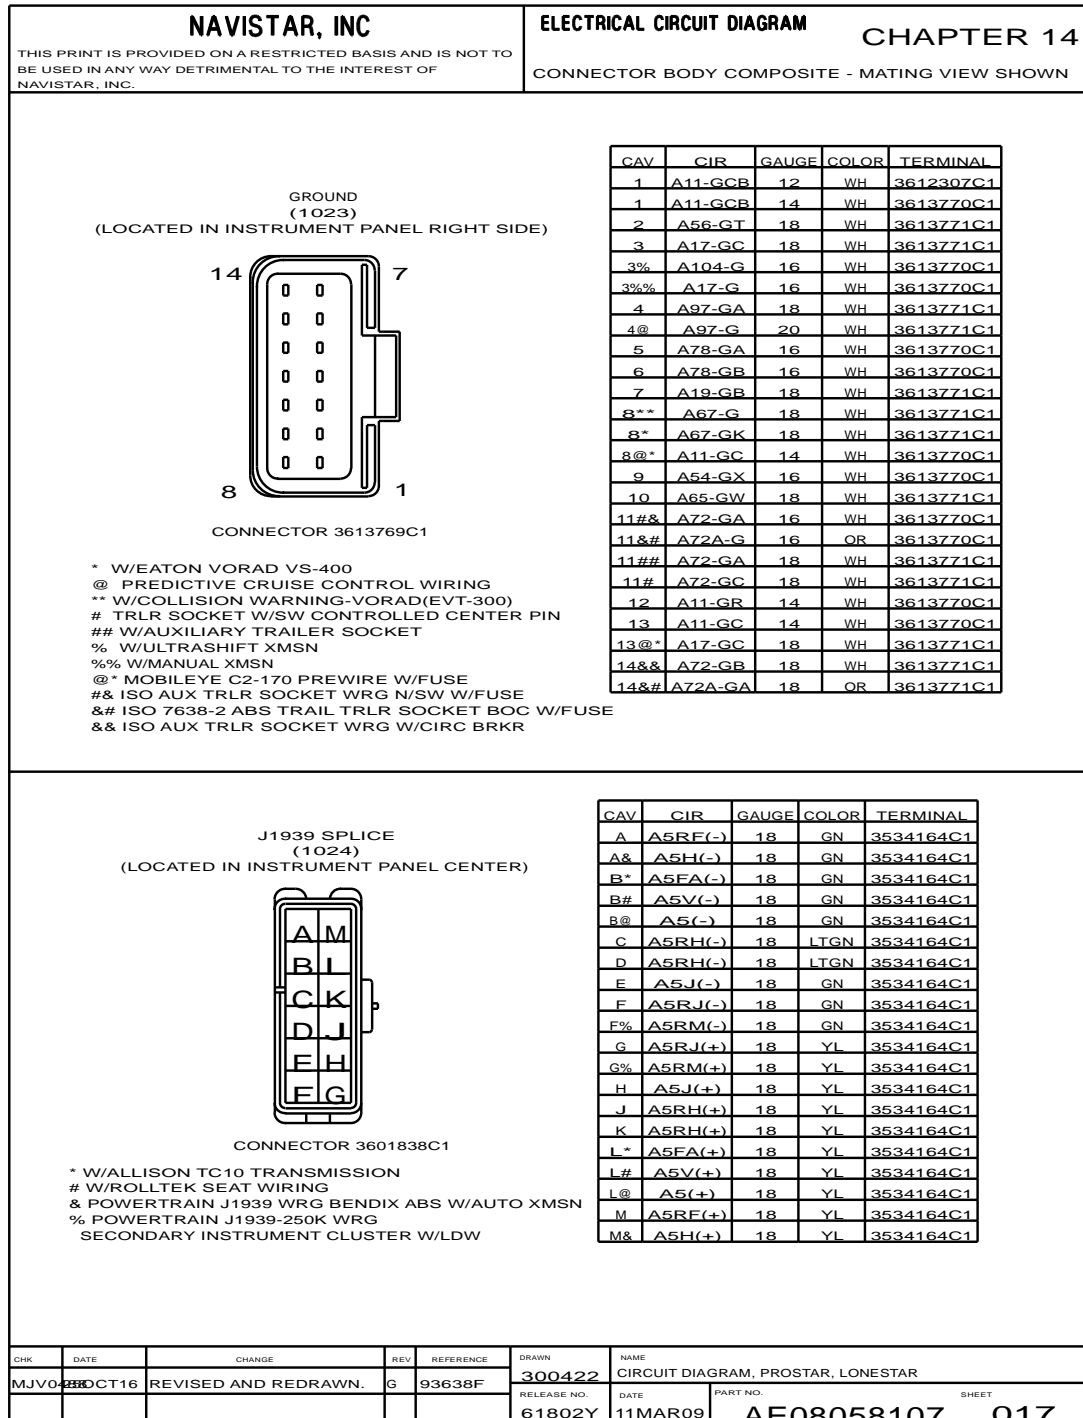 NAVISTAR, INC
THIS PRINT IS PROVIDED ON A RESTRICTED BASIS AND IS NOT TO
BE USED IN ANY WAY DETRIMENTAL TO THE INTEREST OF
NAVISTAR, INC.
ELECTRICAL CIRCUIT DIAGRAM
CHAPTER 14
CONNECTOR BODY COMPOSITE - MATING VIEW SHOWN
GROUND
(1023)
(LOCATED IN INSTRUMENT PANEL RIGHT SIDE)
14 7
8 1
CONNECTOR 3613769C1
* W/EATON VORAD VS-400
@ PREDICTIVE CRUISE CONTROL WIRING
** W/COLLISION WARNING-VORAD(EVT-300)
# TRLR SOCKET W/SW CONTROLLED CENTER PIN
## W/AUXILIARY TRAILER SOCKET
% W/ULTRASHIFT XMSN
%% W/MANUAL XMSN
@* MOBILEYE C2-170 PREWIRE W/FUSE
#& ISO AUX TRLR SOCKET WRG N/SW W/FUSE
&# ISO 7638-2 ABS TRAIL TRLR SOCKET BOC W/FUSE
&& ISO AUX TRLR SOCKET WRG W/CIRC BRKR
CAV CIR GAUGE COLOR TERMINAL
1 A11-GCB 12 WH 3612307C1
1 A11-GCB 14 WH 3613770C1
2 A56-GT 18 WH 3613771C1
3 A17-GC 18 WH 3613771C1
3% A104-G 16 WH 3613770C1
3%% A17-G 16 WH 3613770C1
4 A97-GA 18 WH 3613771C1
4@ A97-G 20 WH 3613771C1
5 A78-GA 16 WH 3613770C1
6 A78-GB 16 WH 3613770C1
7 A19-GB 18 WH 3613771C1
8** A67-G 18 WH 3613771C1
8* A67-GK 18 WH 3613771C1
8@* A11-GC 14 WH 3613770C1
9 A54-GX 16 WH 3613770C1
10 A65-GW 18 WH 3613771C1
11#& A72-GA 16 WH 3613770C1
11&# A72A-G 16 OR 3613770C1
11## A72-GA 18 WH 3613771C1
11# A72-GC 18 WH 3613771C1
12 A11-GR 14 WH 3613770C1
13 A11-GC 14 WH 3613770C1
13@* A17-GC 18 WH 3613771C1
14&& A72-GB 18 WH 3613771C1
14&# A72A-GA 18 OR 3613771C1
J1939 SPLICE
(1024)
(LOCATED IN INSTRUMENT PANEL CENTER)
A M
B L
C K
D J
E H
F G
CONNECTOR 3601838C1
* W/ALLISON TC10 TRANSMISSION
# W/ROLLTEK SEAT WIRING
& POWERTRAIN J1939 WRG BENDIX ABS W/AUTO XMSN
% POWERTRAIN J1939-250K WRG
SECONDARY INSTRUMENT CLUSTER W/LDW
CAV CIR GAUGE COLOR TERMINAL
A A5RF(-) 18 GN 3534164C1
A& A5H(-) 18 GN 3534164C1
B* A5FA(-) 18 GN 3534164C1
B# A5V(-) 18 GN 3534164C1
B@ A5(-) 18 GN 3534164C1
C A5RH(-) 18 LTGN 3534164C1
D A5RH(-) 18 LTGN 3534164C1
E A5J(-) 18 GN 3534164C1
F A5RJ(-) 18 GN 3534164C1
F% A5RM(-) 18 GN 3534164C1
G A5RJ(+) 18 YL 3534164C1
G% A5RM(+) 18 YL 3534164C1
H A5J(+) 18 YL 3534164C1
J A5RH(+) 18 YL 3534164C1
K A5RH(+) 18 YL 3534164C1
L* A5FA(+) 18 YL 3534164C1
L# A5V(+) 18 YL 3534164C1
L@ A5(+) 18 YL 3534164C1
M A5RF(+) 18 YL 3534164C1
M& A5H(+) 18 YL 3534164C1
CHK DATE CHANGE REV REFERENCE
REVISED AND REDRAWN. G 93638F
DRAWN
300422
NAME
CIRCUIT DIAGRAM, PROSTAR, LONESTAR
RELEASE NO.
61802Y
DATE
11MAR09
PART NO.
AE08058107
SHEET
017